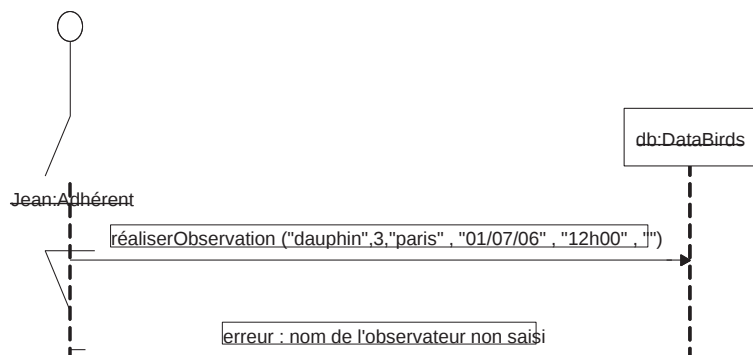 db:DataBirds
Jean:Adhérent
réaliserObservation ("dauphin",3,"paris" , "01/07/06" , "12h00" , "")
erreur : nom de l'observateur non saisi